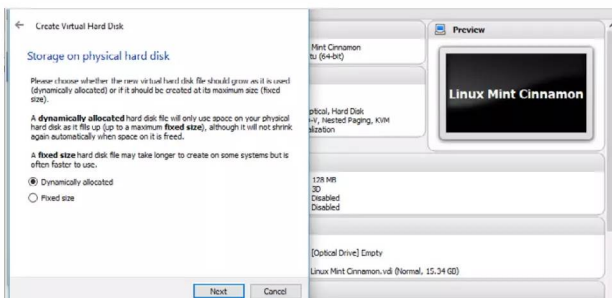 Create Virtual Hard Disk
Storage on physical hard disk
Please choose whether the new virtual hard disk file should grow as it is used
(dynamically allocated) or if it should be created at its maximum size (fixed
size).
A dynamically allocated hard disk file will only use space on your physical
hard disk as it fills up (up to a maximum fixed size), although it will not shrink
again automatically when space on it is freed.
A fixed size hard disk file may take longer to create on some systems but is
often faster to use.
Dynamically allocated
Fixed size
Next Cancel
Mint Cinnamon
tu (64-bit)
ptical, Hard Disk
-V, Nested Paging, KVM
alization
128 MB
3D
Disabled
Disabled
[Optical Drive] Empty
Linux Mint Cinnamon.vdi (Normal, 15.34 GB)
Preview
Linux Mint Cinnamon